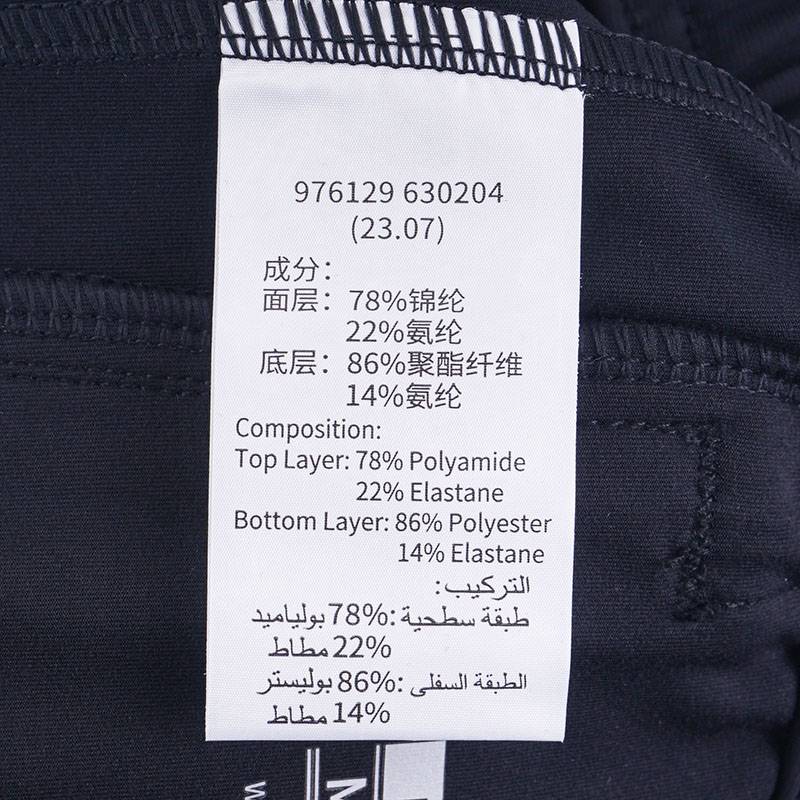 976129 630204
(23.07)
成分：
面层：78%锦纶
22%氨纶
底层：86%聚酯纤维
14%氨纶
Composition:
Top Layer: 78% Polyamide
22% Elastane
Bottom Layer: 86% Polyester
14% Elastane
التركيب:
طبقة سطحية :%78 بولياميد
%22 مطاط
الطبقة السفلى :%86 بوليستر
%14 مطاط